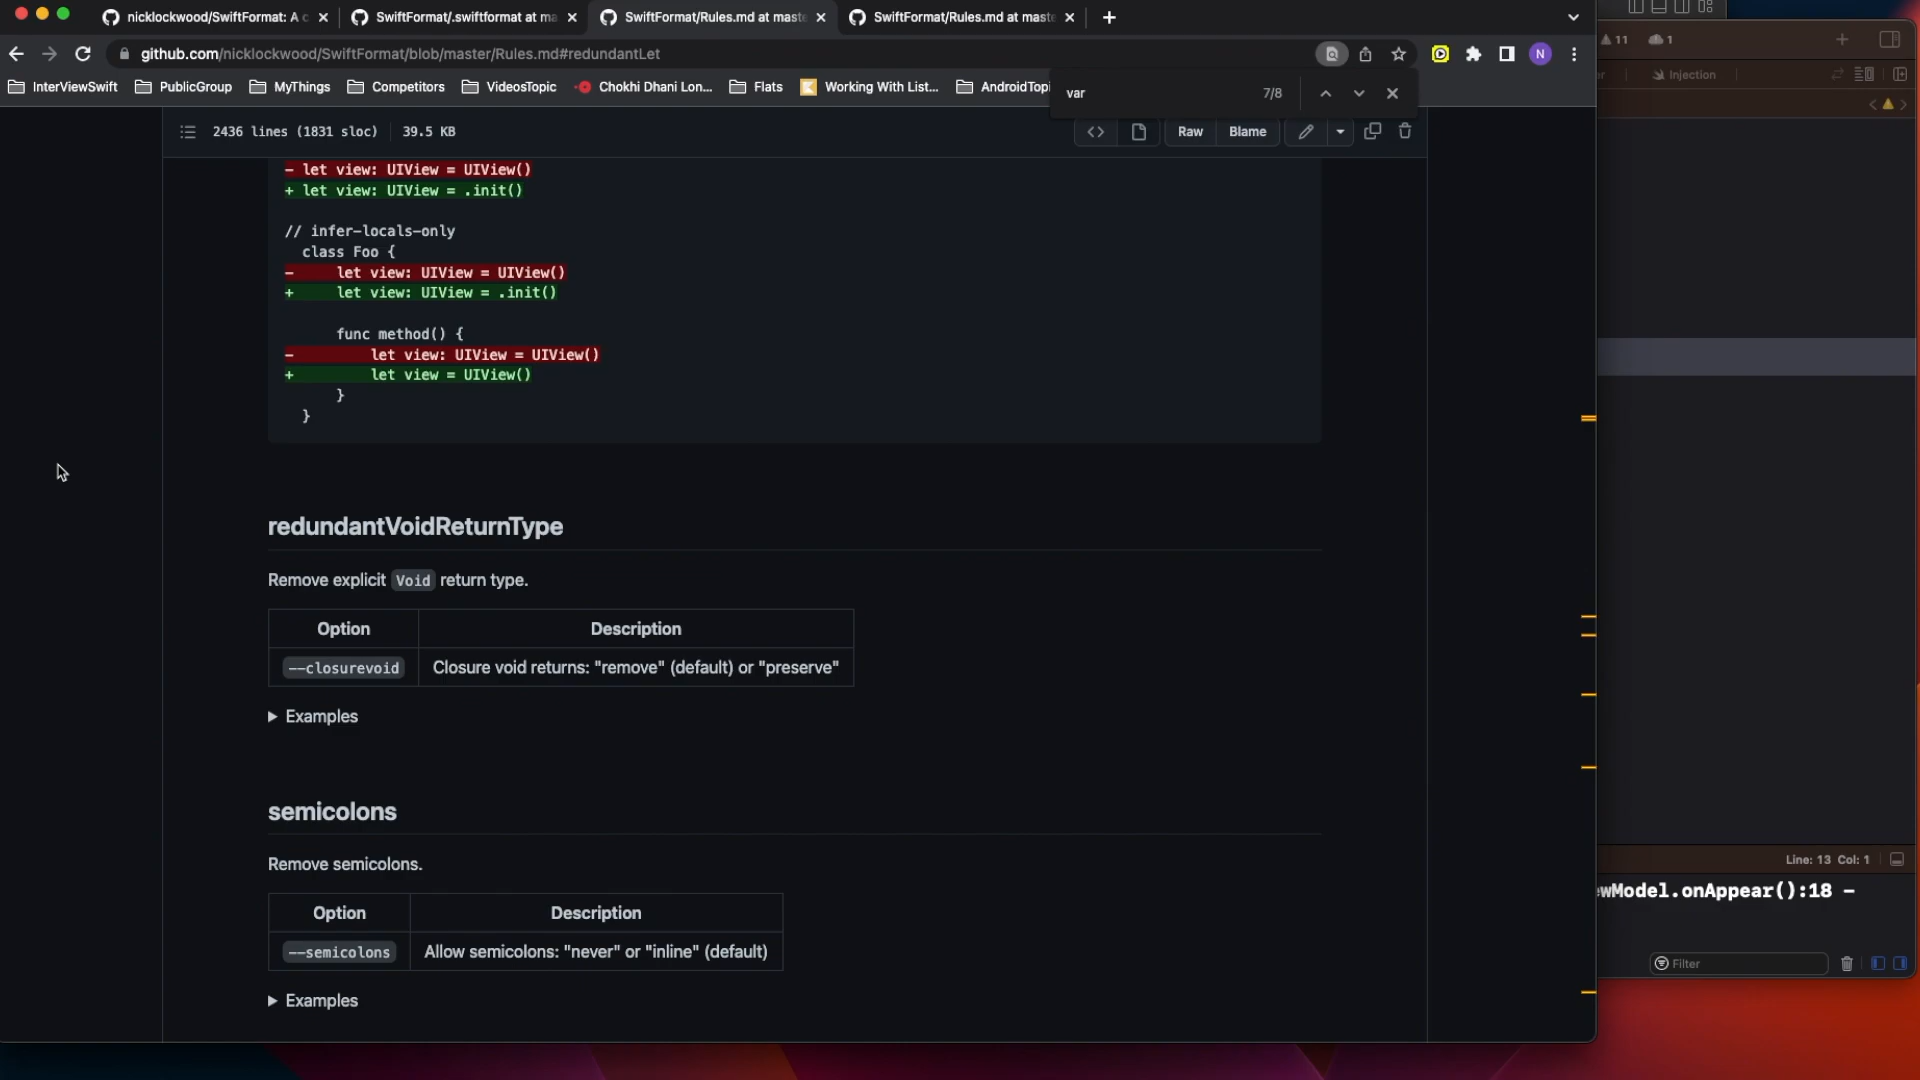 nicklockwood/SwiftFormat: A c
SwiftFormat/.swiftformat at ma
SwiftFormat/Rules.md at maste
SwiftFormat/Rules.md at maste
github.com/nicklockwood/SwiftFormat/blob/master/Rules.md#redundantLet
N
InterViewSwift
PublicGroup
MyThings
Competitors
VideosTopic
Chokhi Dhani Lon...
Flats
Working With List...
AndroidTopi
var
7/8
2436 lines (1831 sloc)
39.5 KB
Raw
Blame
- let view: UIView = UIView()
+ let view: UIView = .init()
// infer-locals-only
class Foo {
- let view: UIView = UIView()
+ let view: UIView = .init()
func method() {
- let view: UIView = UIView()
+ let view = UIView()
}
}
redundantVoidReturnType
Remove explicit Void return type.
Option Description
--closurevoid Closure void returns: "remove" (default) or "preserve"
Examples
semicolons
Remove semicolons.
Option Description
--semicolons Allow semicolons: "never" or "inline" (default)
Examples
11
1
Injection
Line: 13 Col: 1
ewModel.onAppear():18 -
Filter